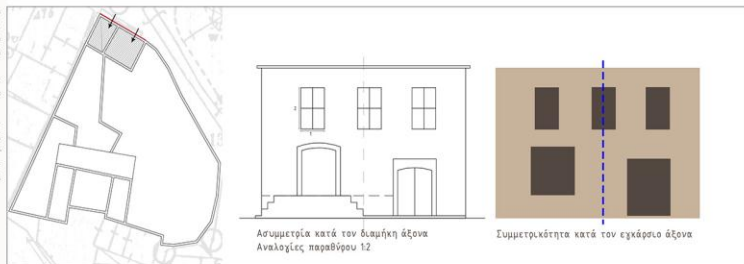 Ασυμμετρία κατά τον διαμήκη άξονα
Αναλογίες παραθύρου 1:2
Συμμετρικότητα κατά τον εγκάρσιο άξονα